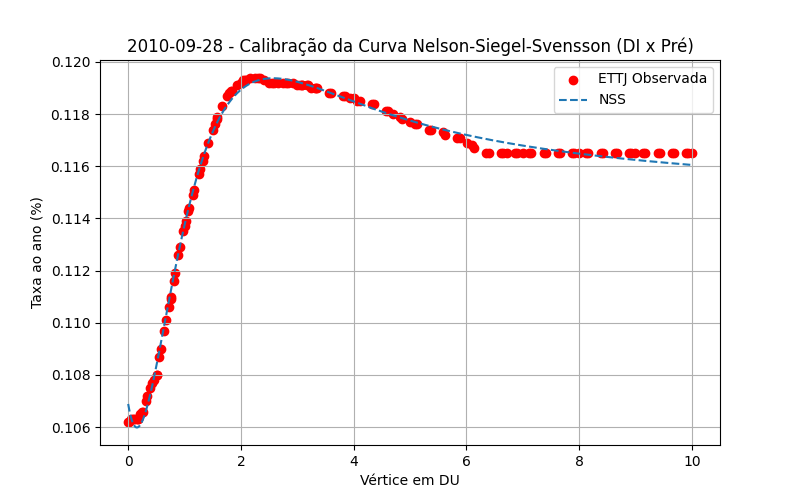 2010-09-28 - Calibração da Curva Nelson-Siegel-Svensson (DI x Pré)
ETTJ Observada
NSS
Taxa ao ano (%)
0.120
0.118
0.116
0.114
0.112
0.110
0.108
0.106
0 2 4 6 8 10
Vértice em DU